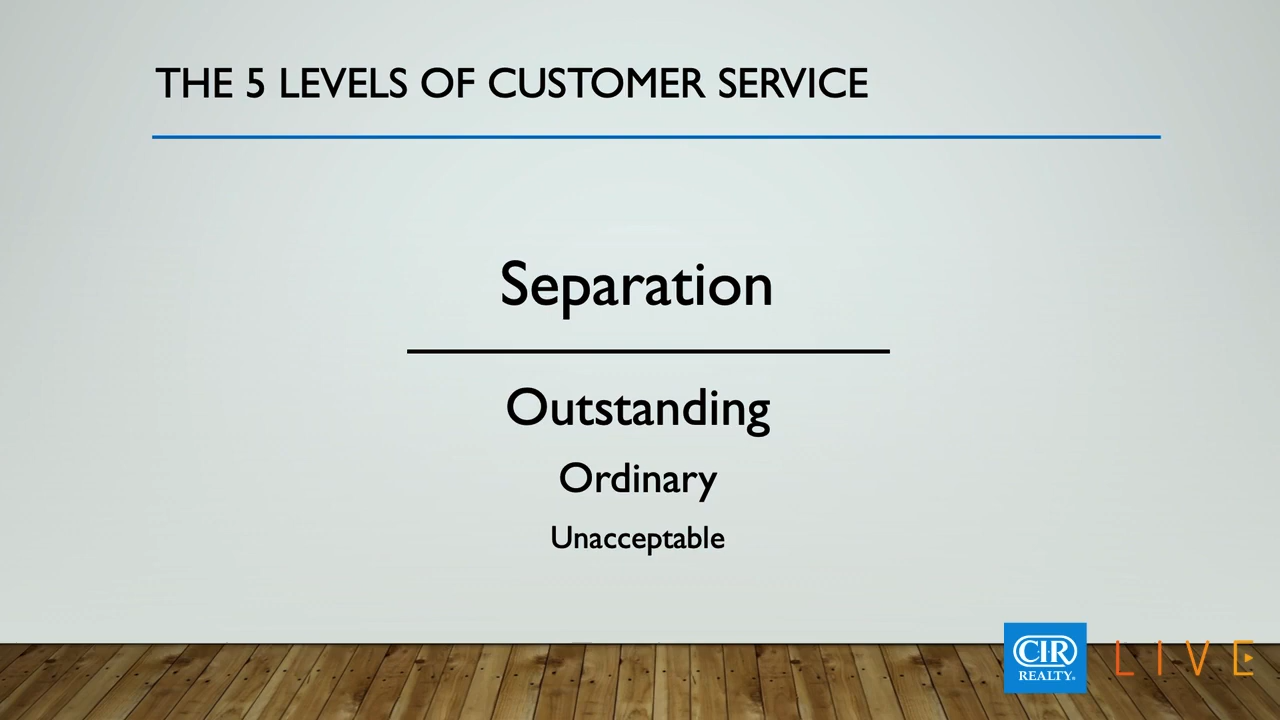 THE 5 LEVELS OF CUSTOMER SERVICE
Separation
Outstanding
Ordinary
Unacceptable
CIR
REALTY.
LIVE